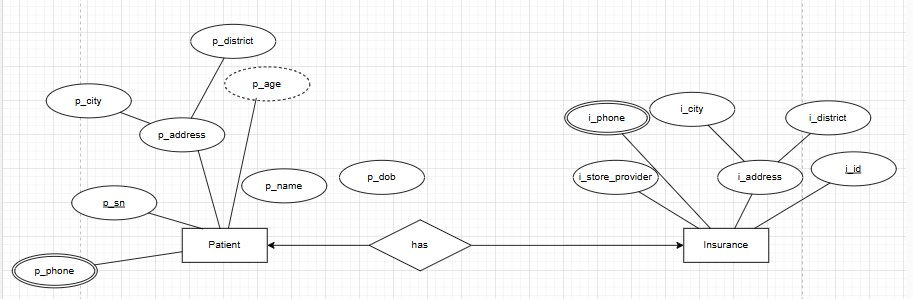 p_district
p_age
p_city
i_city
i_phone
i_district
p_address
i_id
p_dob
i_store_provider
i_address
p_name
p_sn
Patient
has
Insurance
p_phone